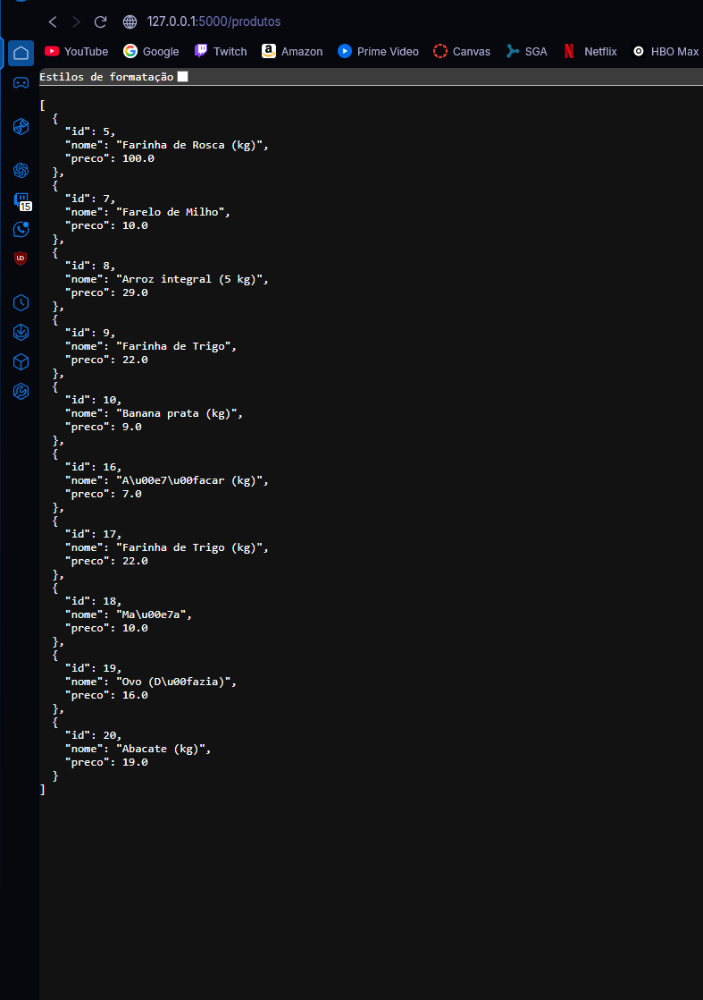 127.0.0.1:5000/produtos
YouTube Google Twitch Amazon Prime Video Canvas SGA Netflix HBO Max
Estilos de formatação
[
{
"id": 5,
"nome": "Farinha de Rosca (kg)",
"preco": 100.0
},
{
"id": 7,
"nome": "Farelo de Milho",
"preco": 10.0
},
{
"id": 8,
"nome": "Arroz integral (5 kg)",
"preco": 29.0
},
{
"id": 9,
"nome": "Farinha de Trigo",
"preco": 22.0
},
{
"id": 10,
"nome": "Banana prata (kg)",
"preco": 9.0
},
{
"id": 16,
"nome": "A\u00e7\u00facar (kg)",
"preco": 7.0
},
{
"id": 17,
"nome": "Farinha de Trigo (kg)",
"preco": 22.0
},
{
"id": 18,
"nome": "Ma\u00e7a",
"preco": 10.0
},
{
"id": 19,
"nome": "Ovo (D\u00fazia)",
"preco": 16.0
},
{
"id": 20,
"nome": "Abacate (kg)",
"preco": 19.0
}
]
15
UD